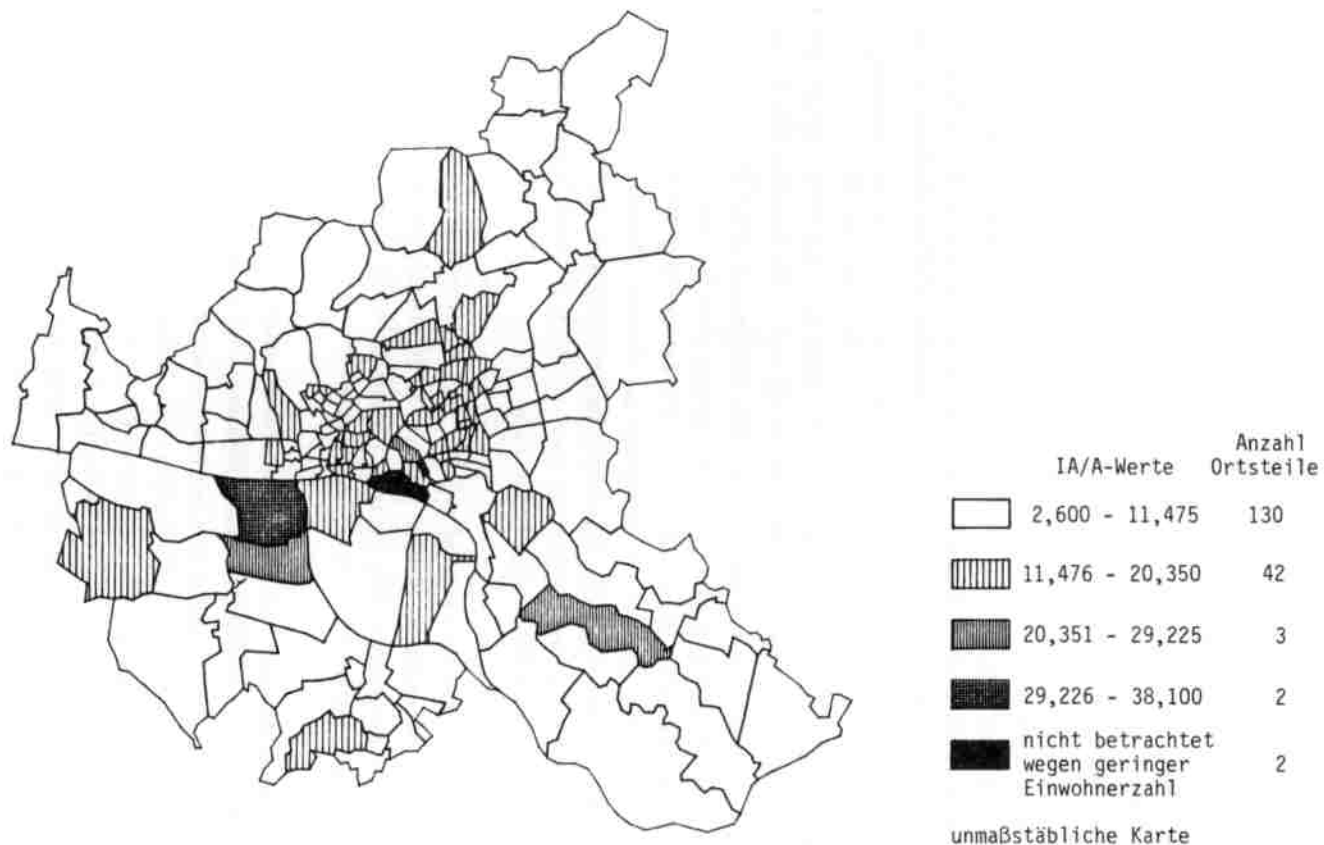 Anzahl
IA/A-Werte Ortsteile
2,600 - 11,475 130
11,476 - 20,350 42
20,351 - 29,225 3
29,226 - 38,100 2
nicht betrachtet
wegen geringer 2
Einwohnerzahl
unmaßstäbliche Karte